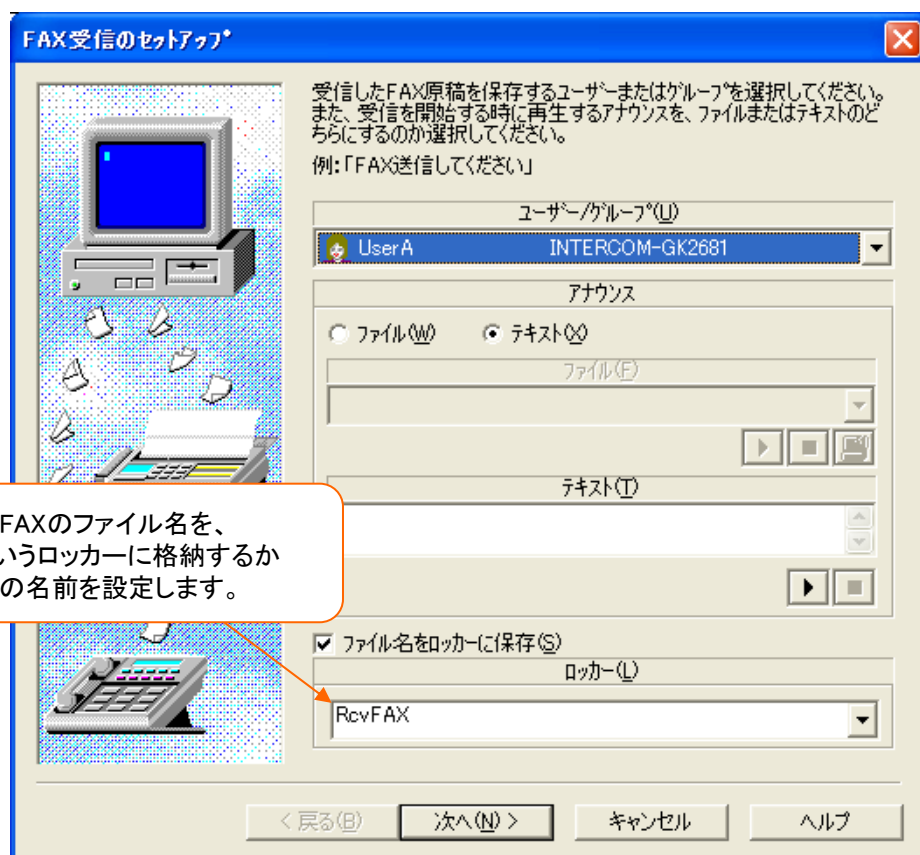 FAX受信のセットアップ
受信したFAX原稿を保存するユーザーまたはグループを選択してください。
また、受信を開始する時に再生するアナウンスを、ファイルまたはテキストのど
ちらにするのか選択してください。
例:「FAX送信してください」
ユーザー/グループ(U)
UserA INTERCOM-GK2681
アナウンス
ファイル(W) テキスト(X)
ファイル(F)
テキスト(T)
FAXのファイル名を、
いうロッカーに格納するか
の名前を設定します。
ファイル名をロッカーに保存(S)
ロッカー(L)
RcvFAX
< 戻る(B) 次へ(N) > キャンセル ヘルプ